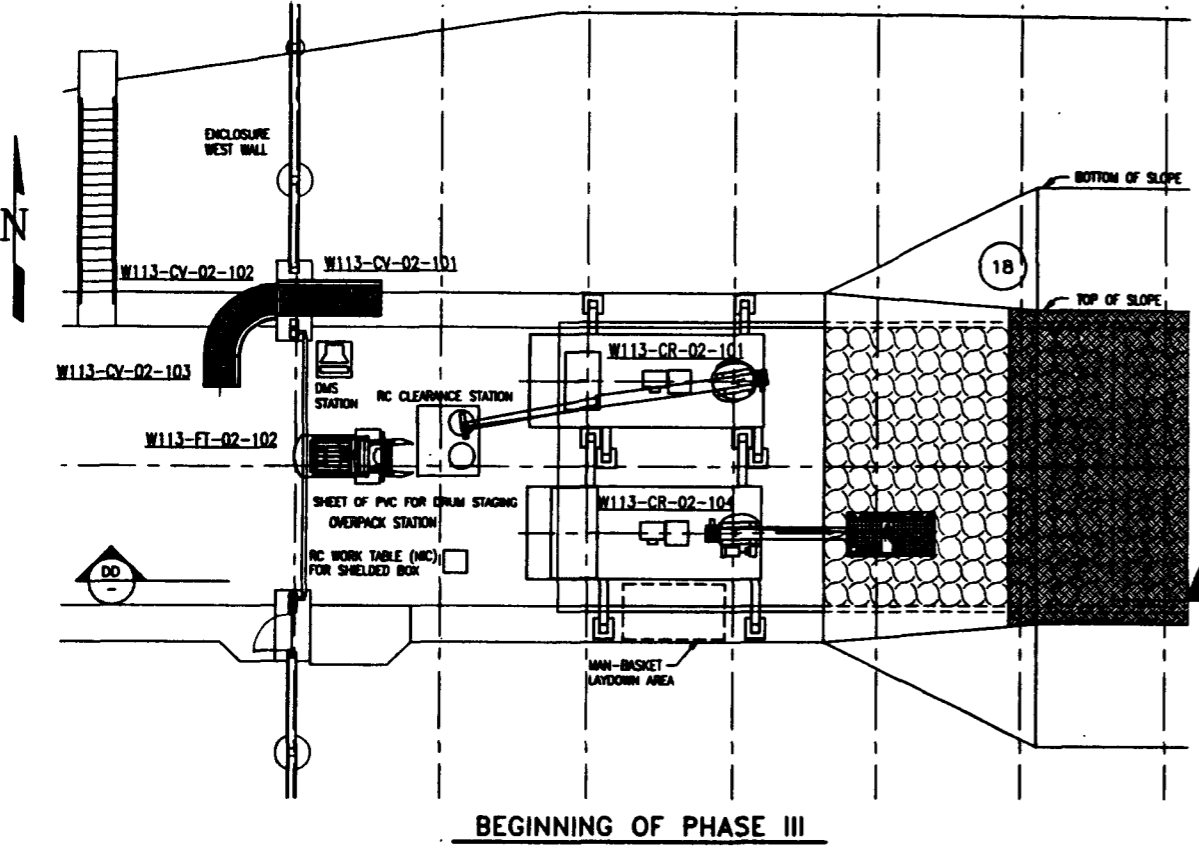 ENCLOSURE
WEST WALL
BOTTOM OF SLOPE
N
18
W113-CV-02-102
W113-CV-02-101
TOP OF SLOPE
W113-CR-02-101
W113-CV-02-103
DMS
STATION
RC CLEARANCE STATION
W113-FT-02-102
SHEET OF PVC FOR DRUM STAGING
OVERPACK STATION
W113-CR-02-104
RC WORK TABLE (NIC)
FOR SHIELDED BOX
DD
-
MAN-BASKET
LAYDOWN AREA
BEGINNING OF PHASE III